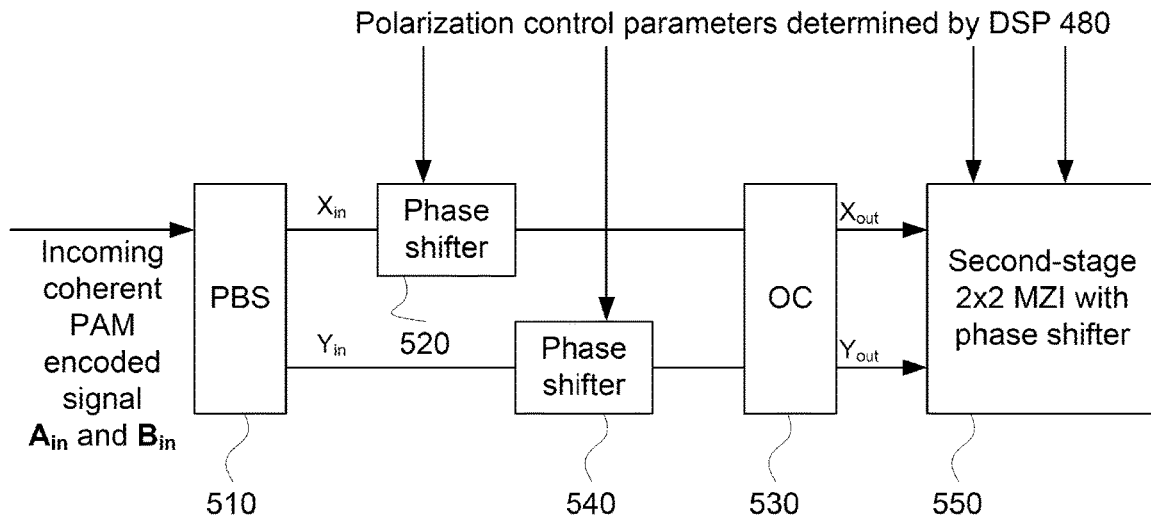 Polarization control parameters determined by DSP 480
Incoming
coherent
PAM
encoded
signal
A_in and B_in
PBS
X_in
Y_in
Phase
shifter
520
Phase
shifter
OC
X_out
Y_out
Second-stage
2x2 MZI with
phase shifter
510
540
530
550